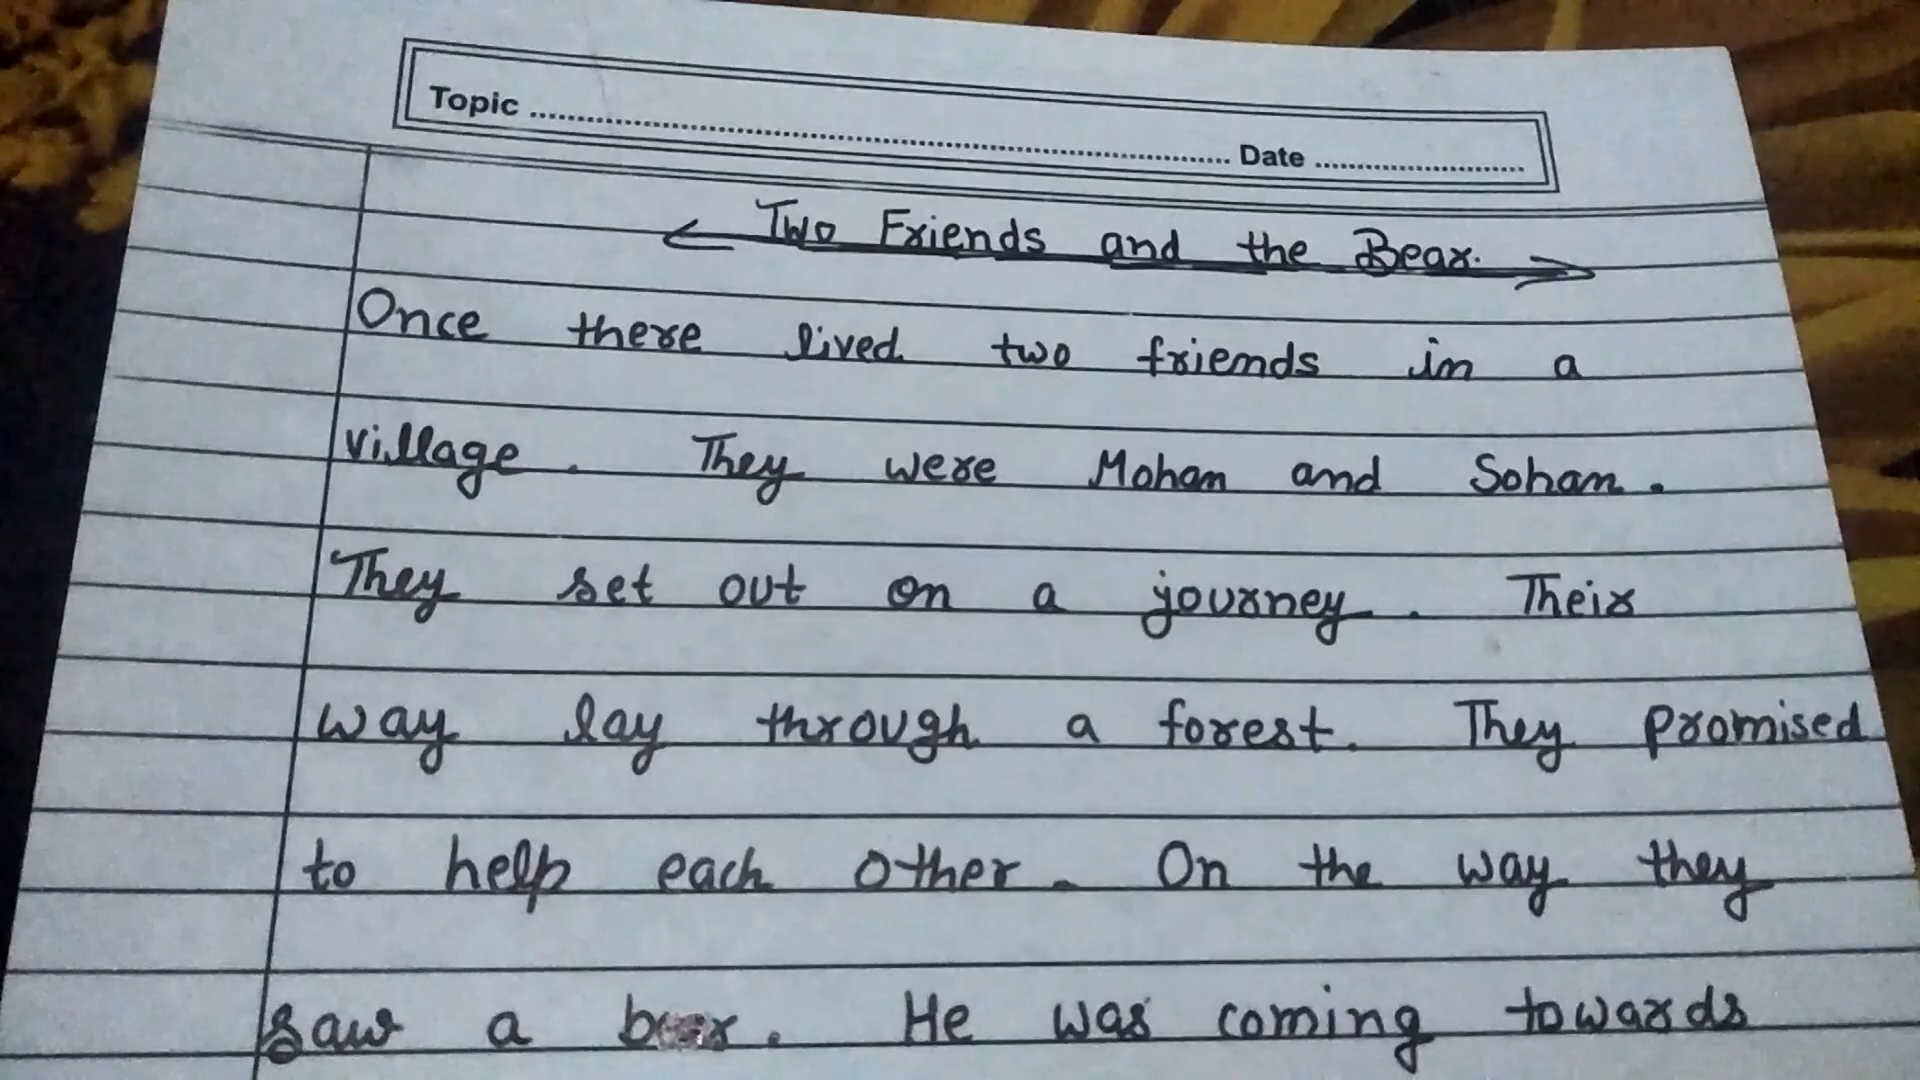 Topic ........................ Date ............
Two Friends and the Bear.
Once there lived two friends in a
village. They were Mohan and Sohan.
They set out on a journey. Their
way lay through a forest. They promised
to help each other. On the way they
saw a . He was coming towards